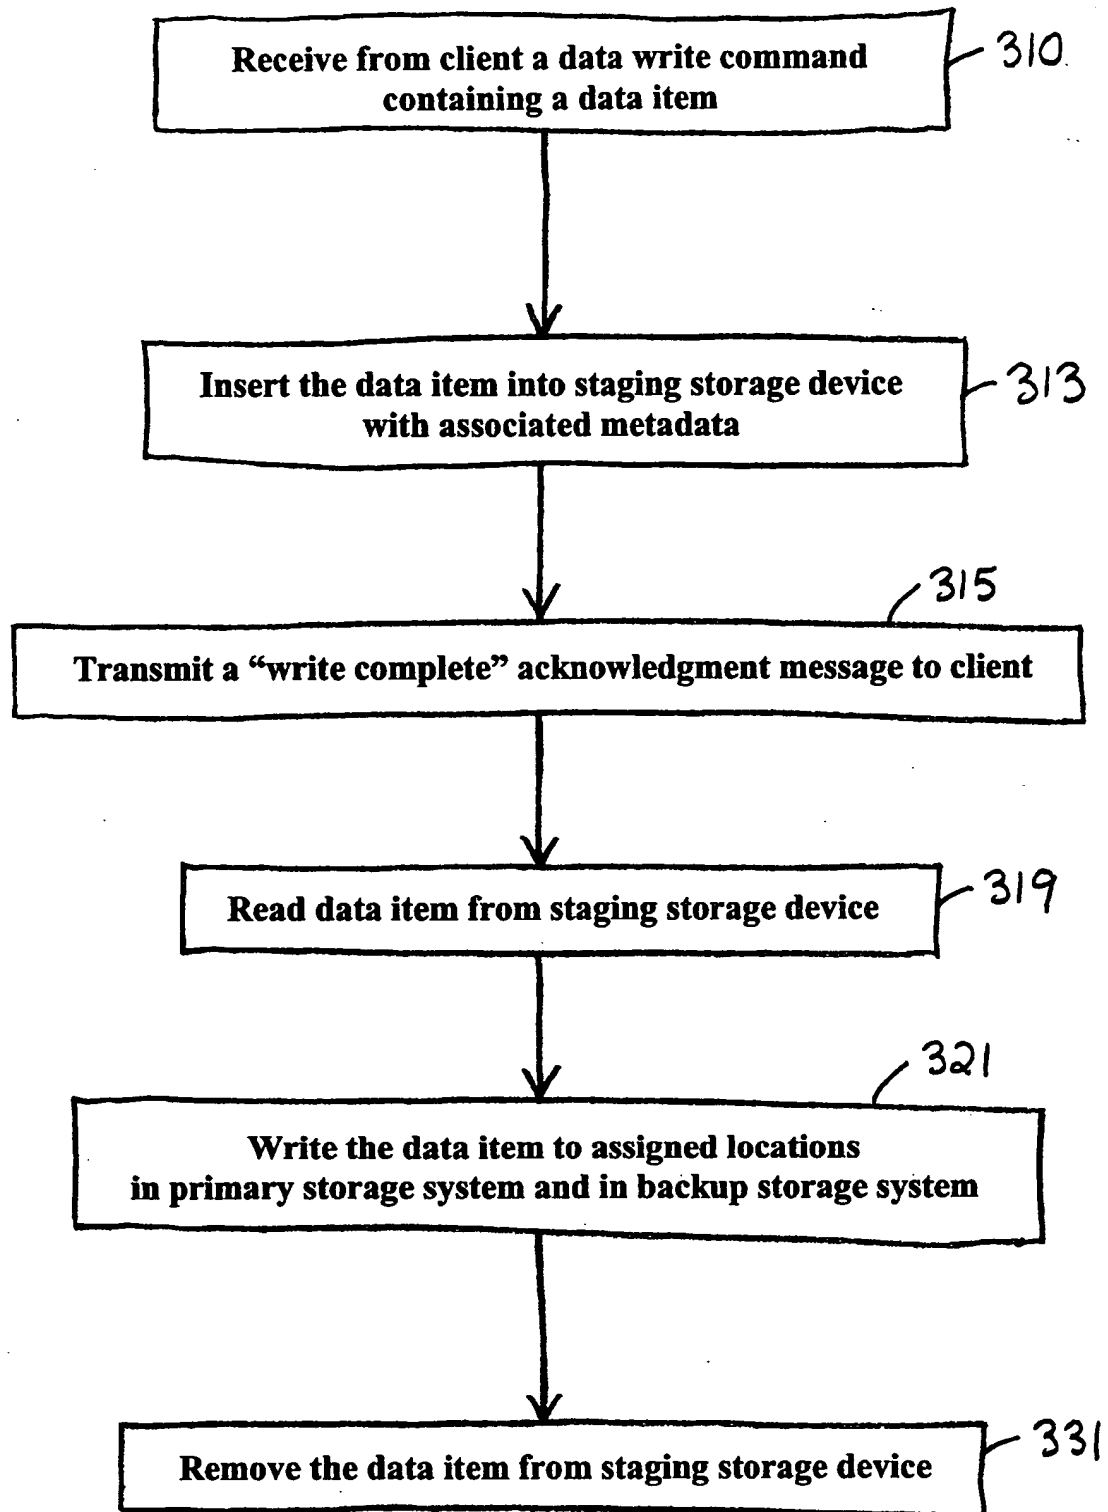 Receive from client a data write command
containing a data item
310
Insert the data item into staging storage device
with associated metadata
313
315
Transmit a “write complete” acknowledgment message to client
Read data item from staging storage device
319
321
Write the data item to assigned locations
in primary storage system and in backup storage system
Remove the data item from staging storage device
331